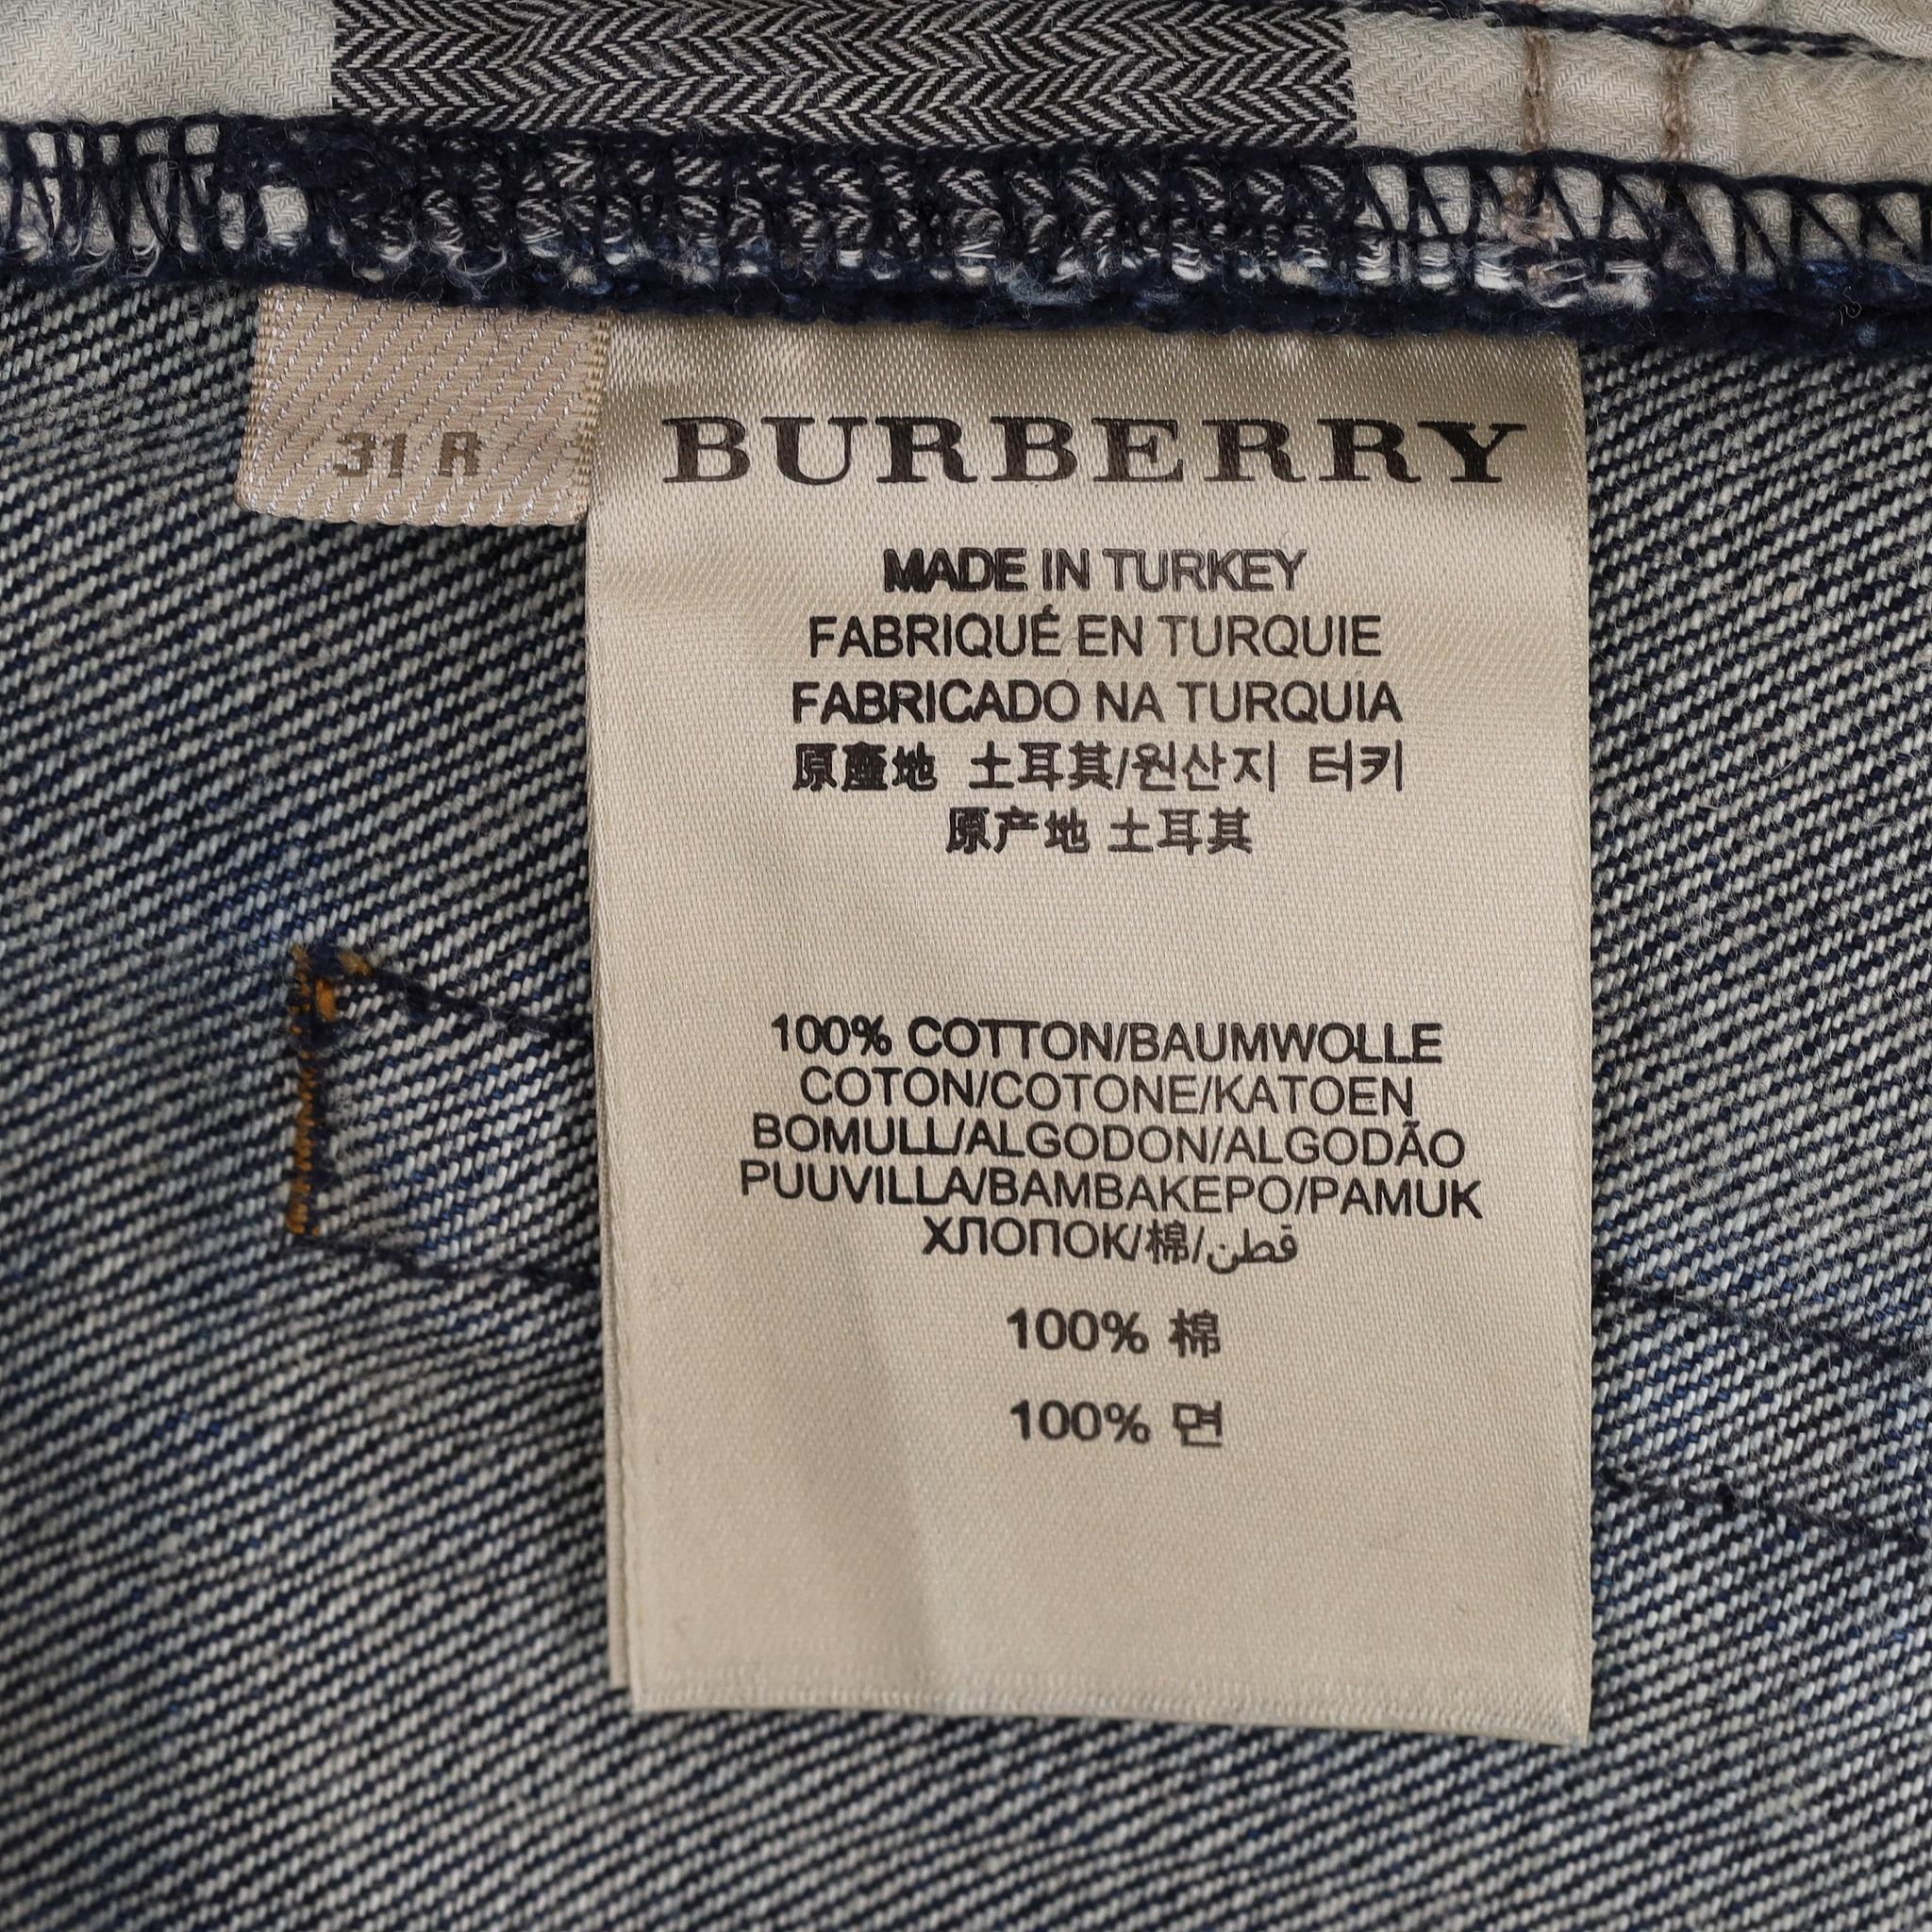 31 R
BURBERRY
MADE IN TURKEY
FABRIQUÉ EN TURQUIE
FABRICADO NA TURQUIA
原產地 土耳其/원산지 터키
原产地 土耳其
100% COTTON/BAUMWOLLE
COTON/COTONE/KATOEN
BOMULL/ALGODON/ALGODÃO
PUUVILLA/BAMBAKEPO/PAMUK
ХЛОПОК/棉/قطن
100% 棉
100% 면